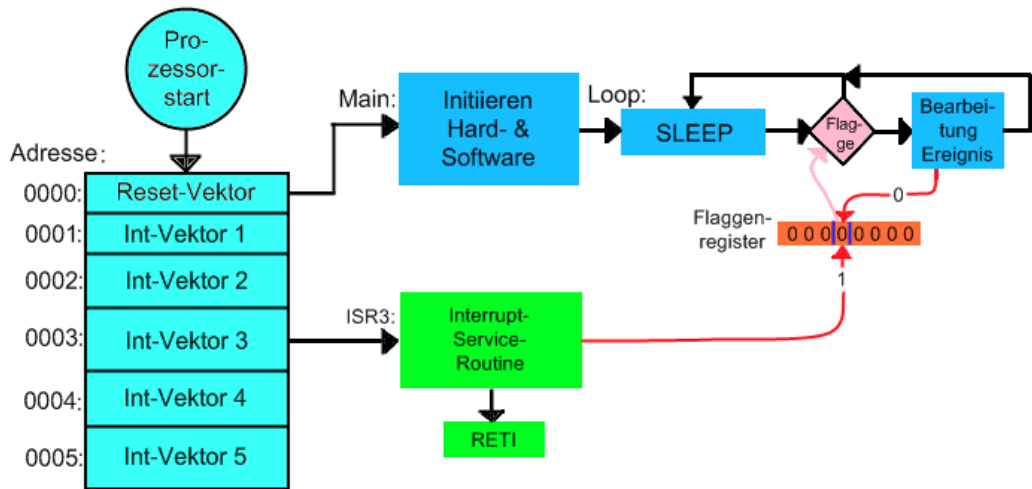 Pro-
zessor-
start
Adresse:
0000:
Reset-Vektor
0001:
Int-Vektor 1
0002:
Int-Vektor 2
0003:
Int-Vektor 3
0004:
Int-Vektor 4
0005:
Int-Vektor 5
Main:
Initiieren
Hard- &
Software
Loop:
SLEEP
Flag-
ge
Bearbei-
tung
Ereignis
0
Flaggen-
register
0 0 0 0 0 0 0 0
1
ISR3:
Interrupt-
Service-
Routine
RETI